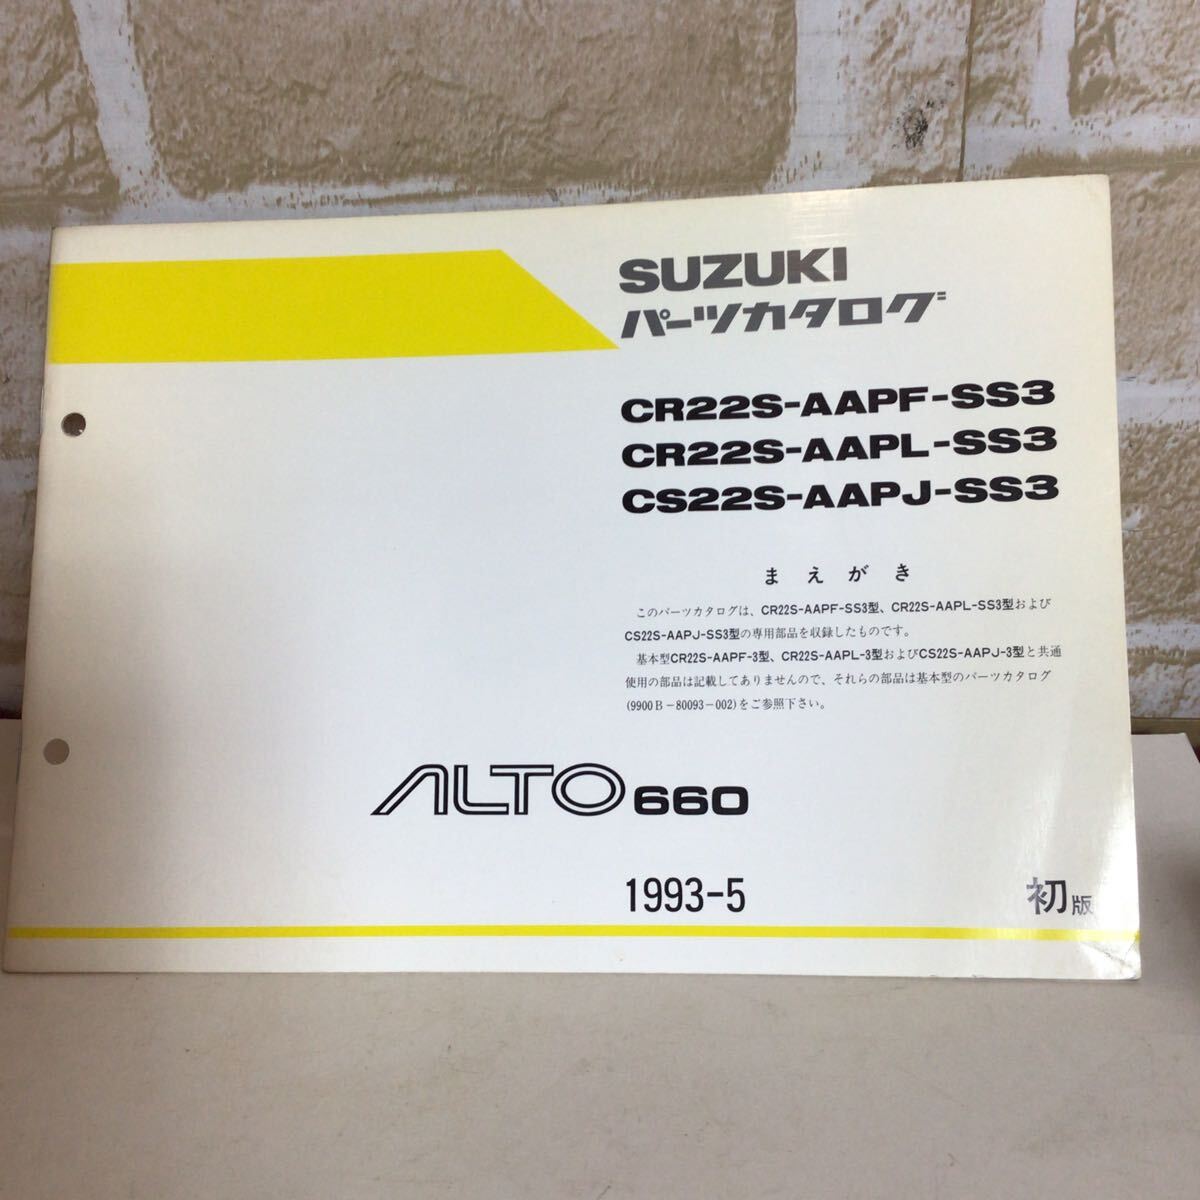 SUZUKI
パーツカタログ
CR22S-AAPF-SS3
CR22S-AAPL-SS3
CS22S-AAPJ-SS3
まえがき
このパーツカタログは、CR22S-AAPF-SS3型、CR22S-AAPL-SS3型および
CS22S-AAPJ-SS3型の専用部品を収録したものです。
基本型CR22S-AAPF-3型、CR22S-AAPL-3型およびCS22S-AAPJ-3型と共通
使用の部品は記載してありませんので、それらの部品は基本型のパーツカタログ
(9900B-80093-002)をご参照下さい。
ALTO 660
1993-5
初版